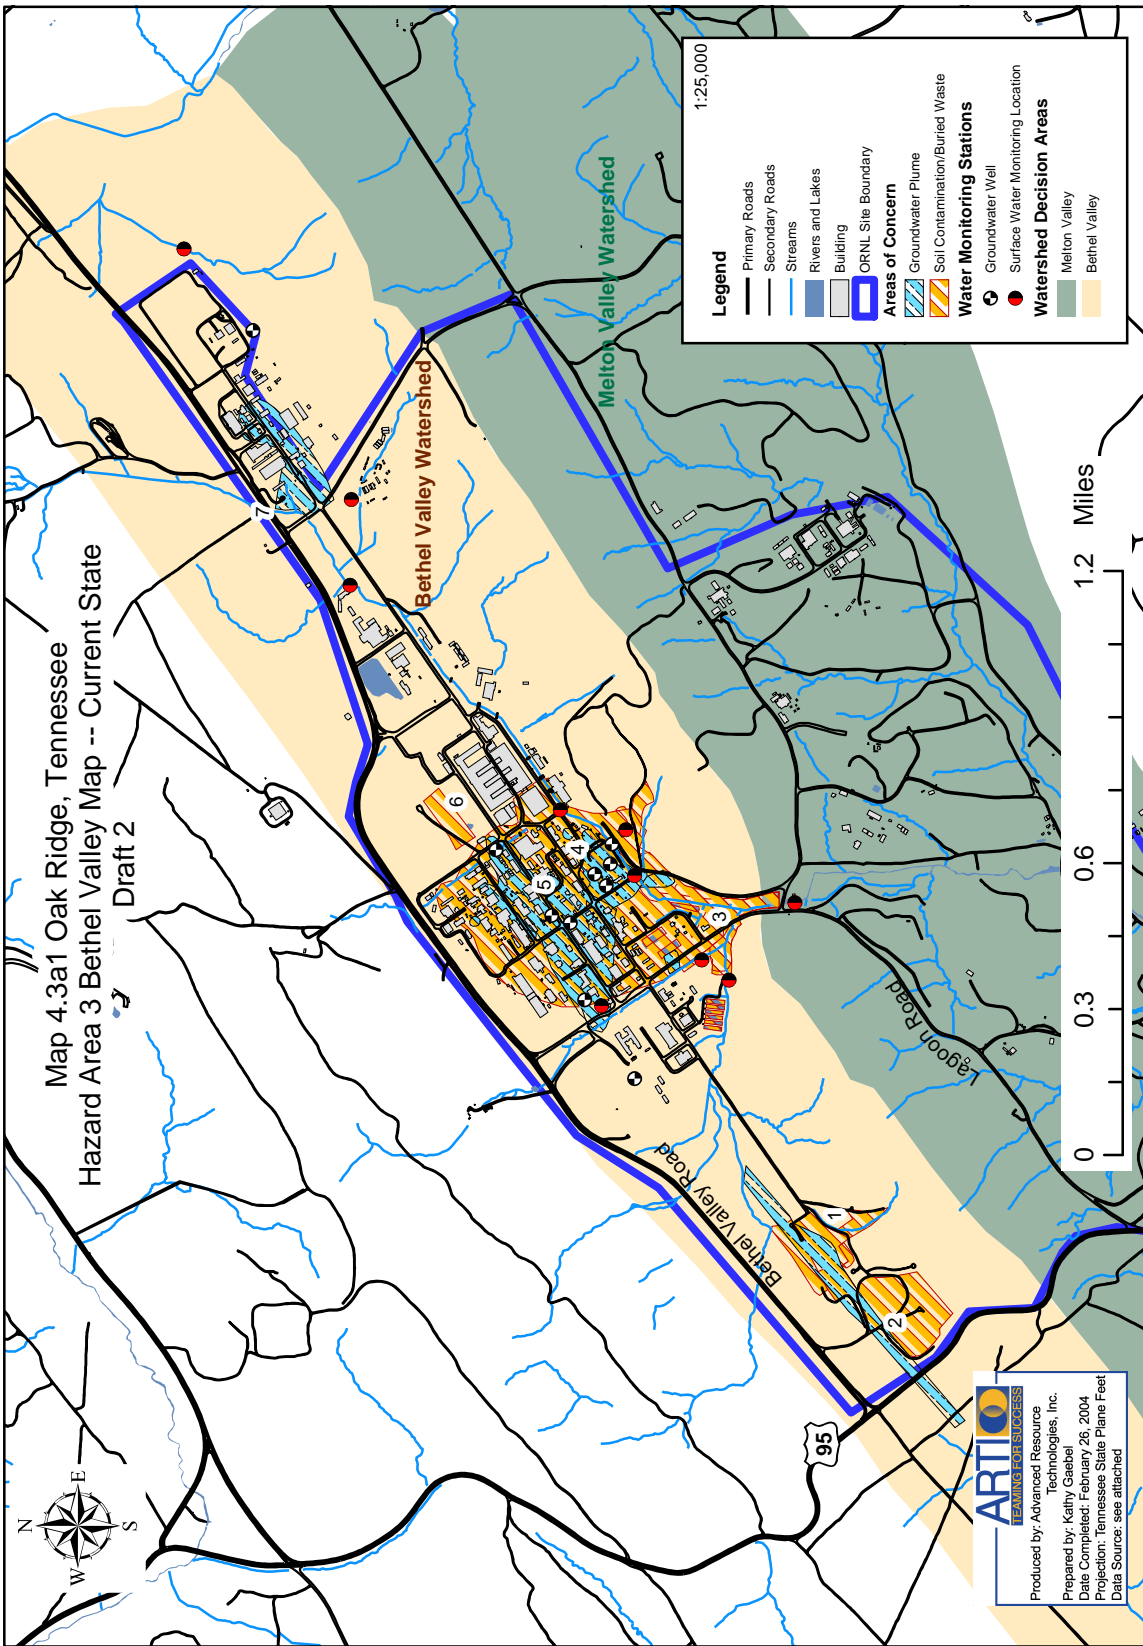 Map 4.3a1 Oak Ridge, Tennessee
Hazard Area 3 Bethel Valley Map -- Current State
Draft 2
N
W
E
S
7
6
5
4
3
1
2
Bethel Valley Watershed
Melton Valley Watershed
Bethel Valley Road
Lagoon Road
95
1:25,000
Legend
Primary Roads
Secondery Roads
Streams
Rivers and Lakes
Building
ORNL Site Boundary
Areas of Concern
Groundwater Plume
Soil Contamination/Buried Waste
Water Monitoring Stations
Groundwater Well
Surface Water Monitoring Location
Watershed Decision Areas
Melton Valley
Bethel Valley
0
0.3
0.6
1.2
Miles
ARTI
TEAMING FOR SUCCESS
Produced by: Advanced Resource
Technologies, Inc.
Prepared by: Kathy Gaebel
Date Completed: February 26, 2004
Projection: Tennessee State Plane Feet
Data Source: see attached